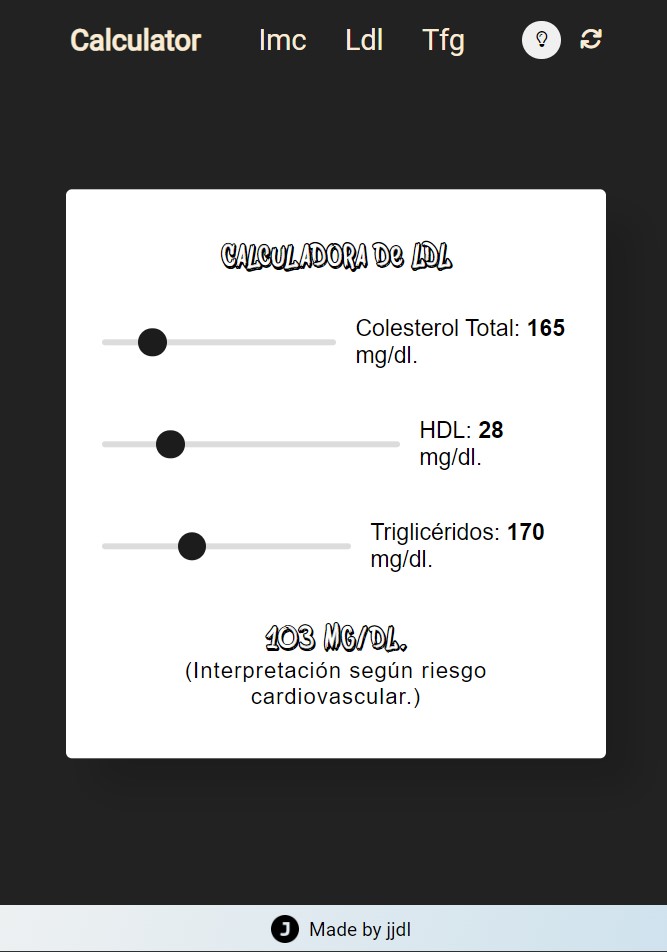 Calculator Imc Ldl Tfg
CALCULADORA De LDL
Colesterol Total: 165
mg/dl.
HDL: 28
mg/dl.
Triglicéridos: 170
mg/dl.
103 MG/DL.
(Interpretación según riesgo
cardiovascular.)
J Made by jjdl